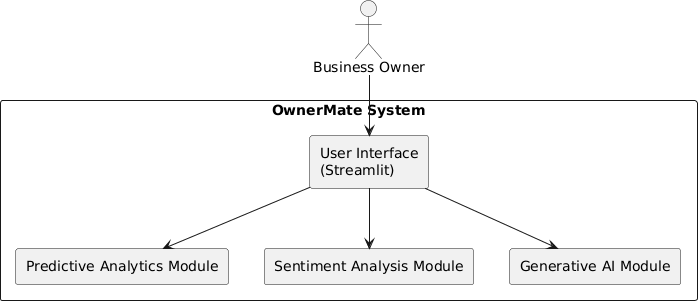 Business Owner
OwnerMate System
User Interface
(Streamlit)
Predictive Analytics Module
Sentiment Analysis Module
Generative AI Module